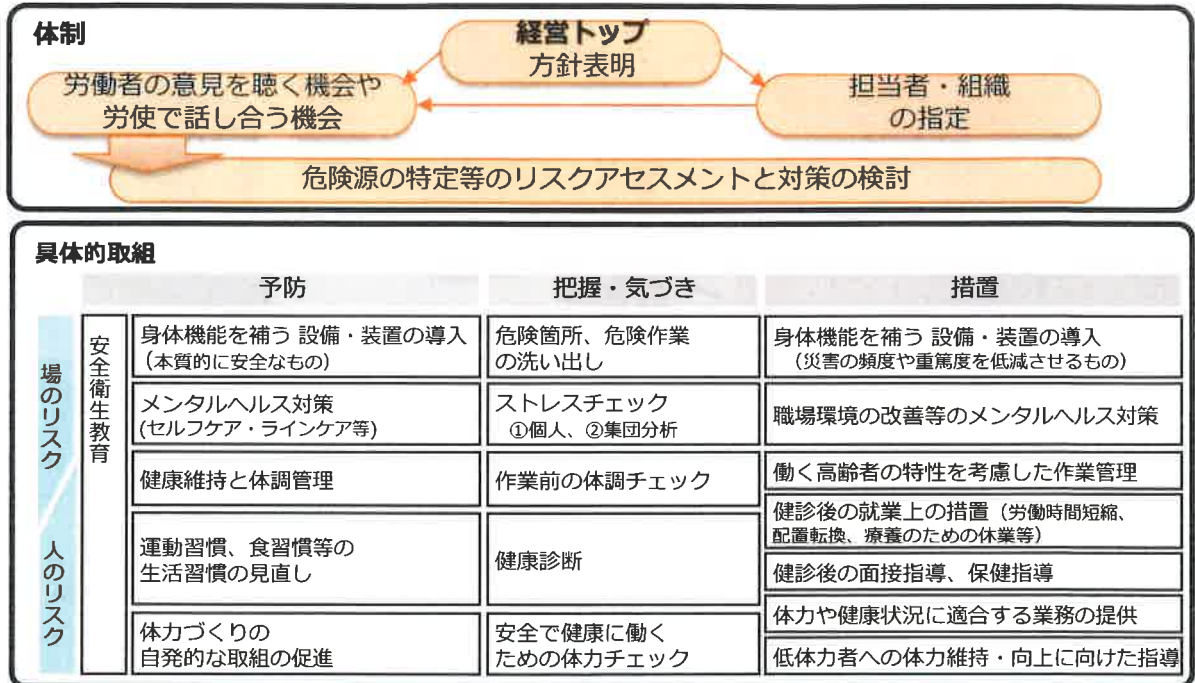 体制
経営トップ
方針表明
労働者の意見を聴く機会や
労使で話し合う機会
担当者・組織
の指定
危険源の特定等のリスクアセスメントと対策の検討
具体的取組
予防
把握・気づき
措置
場のリスク
人のリスク
安全衛生教育
身体機能を補う 設備・装置の導入
（本質的に安全なもの）
危険箇所、危険作業
の洗い出し
身体機能を補う 設備・装置の導入
（災害の頻度や重篤度を低減させるもの）
メンタルヘルス対策
(セルフケア・ラインケア等)
ストレスチェック
①個人、②集団分析
職場環境の改善等のメンタルヘルス対策
健康維持と体調管理
作業前の体調チェック
働く高齢者の特性を考慮した作業管理
運動習慣、食習慣等の
生活習慣の見直し
健康診断
健診後の就業上の措置（労働時間短縮、
配置転換、療養のための休業等）
健診後の面接指導、保健指導
体力づくりの
自発的な取組の促進
安全で健康に働く
ための体力チェック
体力や健康状況に適合する業務の提供
低体力者への体力維持・向上に向けた指導